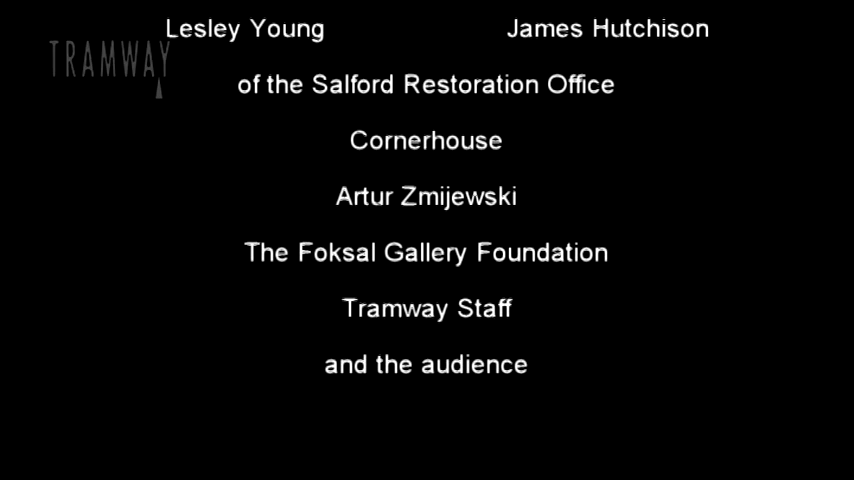 Lesley Young James Hutchison
TRAMWAY
of the Salford Restoration Office
Cornerhouse
Artur Zmijewski
The Foksal Gallery Foundation
Tramway Staff
and the audience